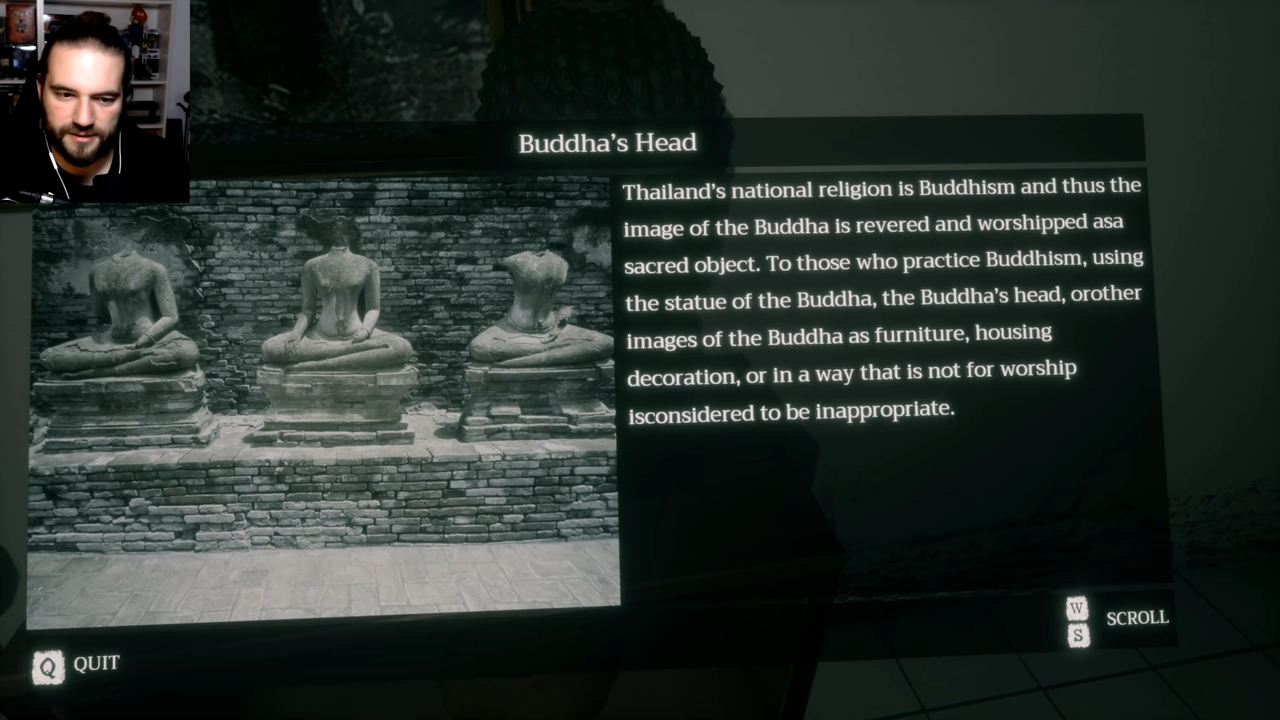 Buddha's Head
Thailand's national religion is Buddhism and thus the
image of the Buddha is revered and worshipped asa
sacred object. To those who practice Buddhism, using
the statue of the Buddha, the Buddha's head, orother
images of the Buddha as furniture, housing
decoration, or in a way that is not for worship
isconsidered to be inappropriate.
W
S
SCROLL
Q QUIT